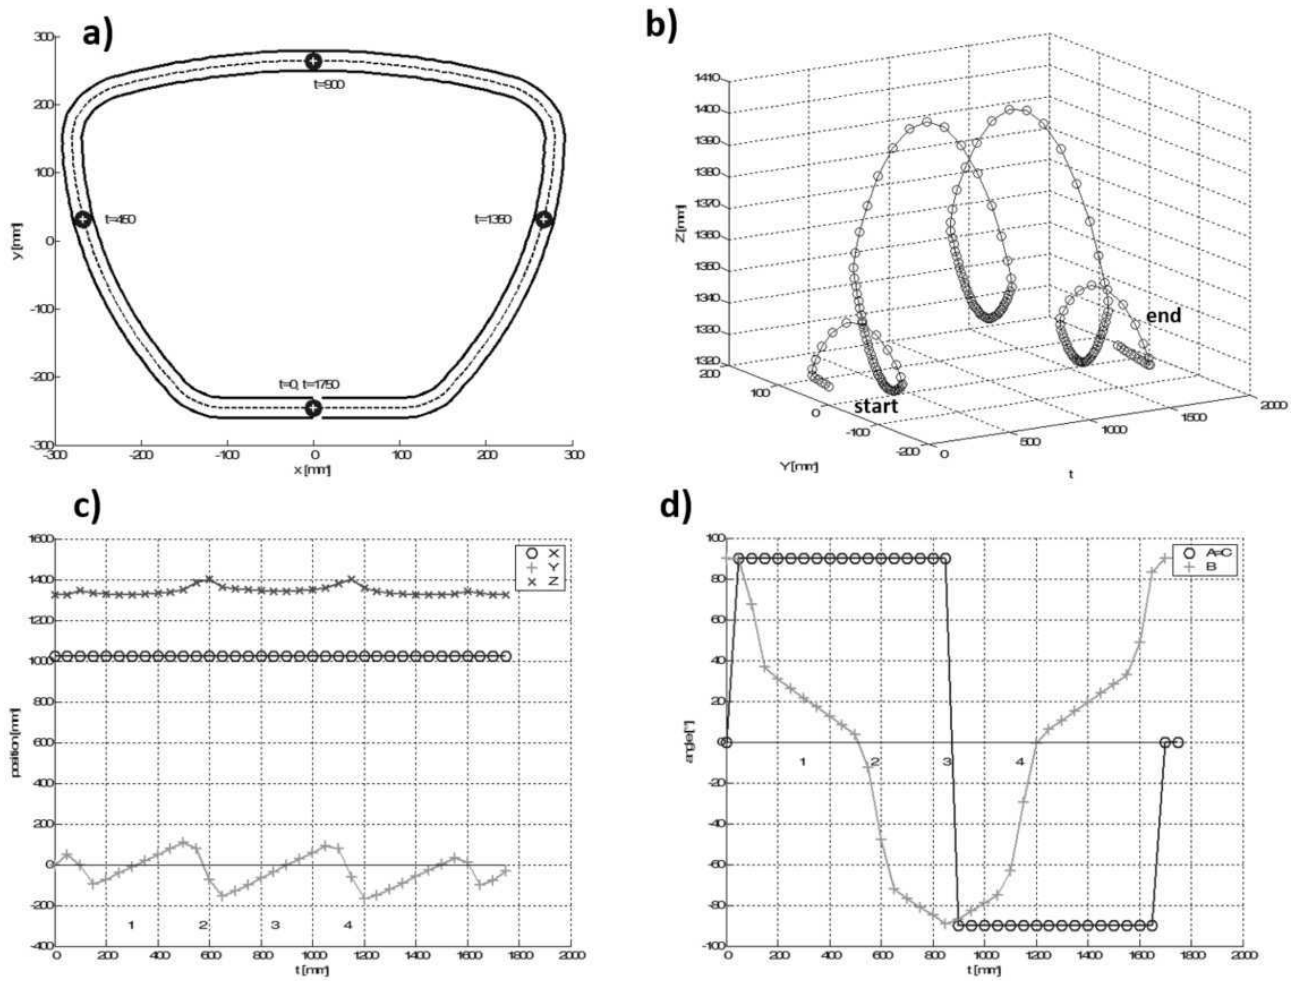 a)
300
200
100
0
-100
-200
-300
y [mm]
t=900
t=450
t=1350
t=0, t=1750
-300 -200 -100 0 100 200 300
x [mm]
b)
1410
1400
1390
1380
1370
1360
1350
1340
1330
1320
Z [mm]
200
100
0
-100
-200
Y [mm]
0
500
1000
1500
2000
t
start
end
c)
1600
1400
1200
1000
800
600
400
200
0
-200
-400
position [mm]
X
Y
Z
1 2 3 4
0 200 400 600 800 1000 1200 1400 1600 1800 2000
t [mm]
d)
100
80
60
40
20
0
-20
-40
-60
-80
-100
angle [°]
A=C
B
1 2 3 4
0 200 400 600 800 1000 1200 1400 1600 1800 2000
t [mm]